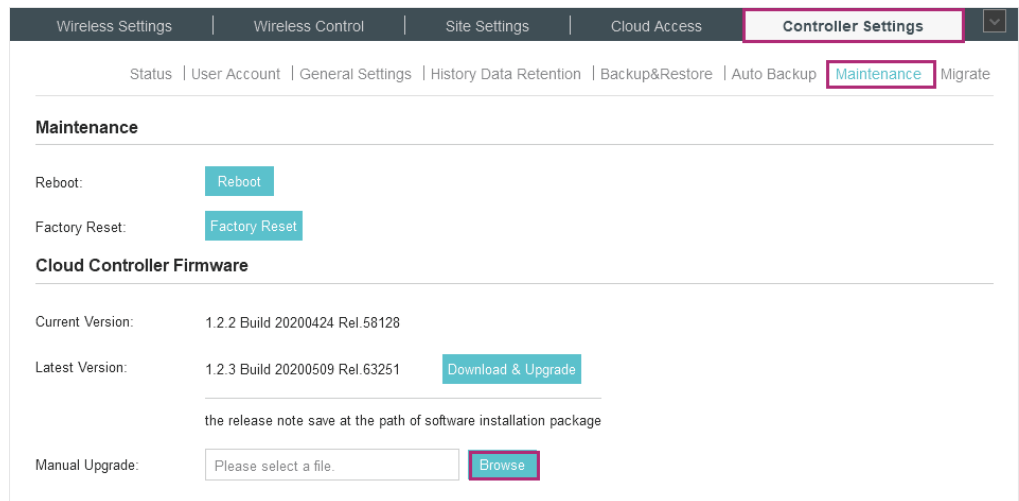 Wireless Settings | Wireless Control | Site Settings | Cloud Access Controller Settings
Status | User Account | General Settings | History Data Retention | Backup&Restore | Auto Backup Maintenance Migrate
Maintenance
Reboot: Reboot
Factory Reset: Factory Reset
Cloud Controller Firmware
Current Version: 1.2.2 Build 20200424 Rel.58128
Latest Version: 1.2.3 Build 20200509 Rel.63251 Download & Upgrade
the release note save at the path of software installation package
Manual Upgrade: Please select a file. Browse